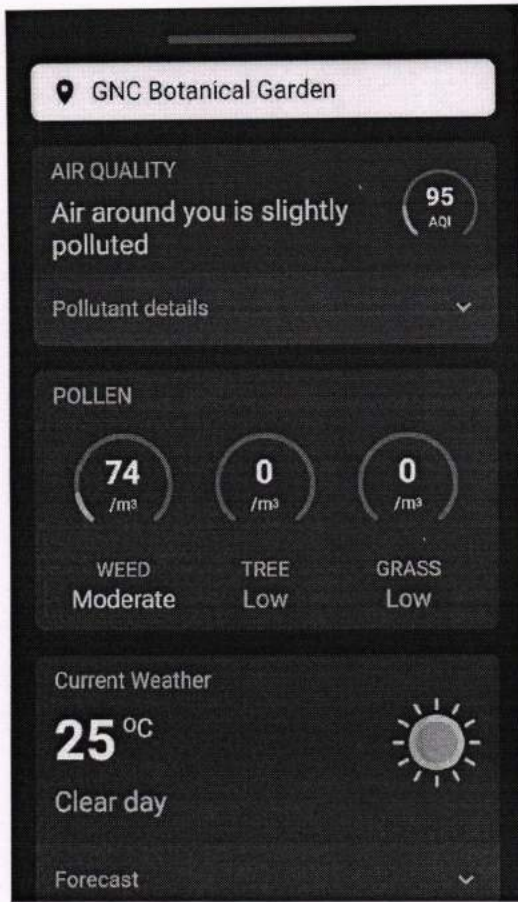 GNC Botanical Garden
AIR QUALITY
Air around you is slightly
polluted
95
AQI
Pollutant details
POLLEN
74
/m³
0
/m³
0
/m³
WEED
TREE
GRASS
Moderate
Low
Low
Current Weather
25 °C
Clear day
Forecast